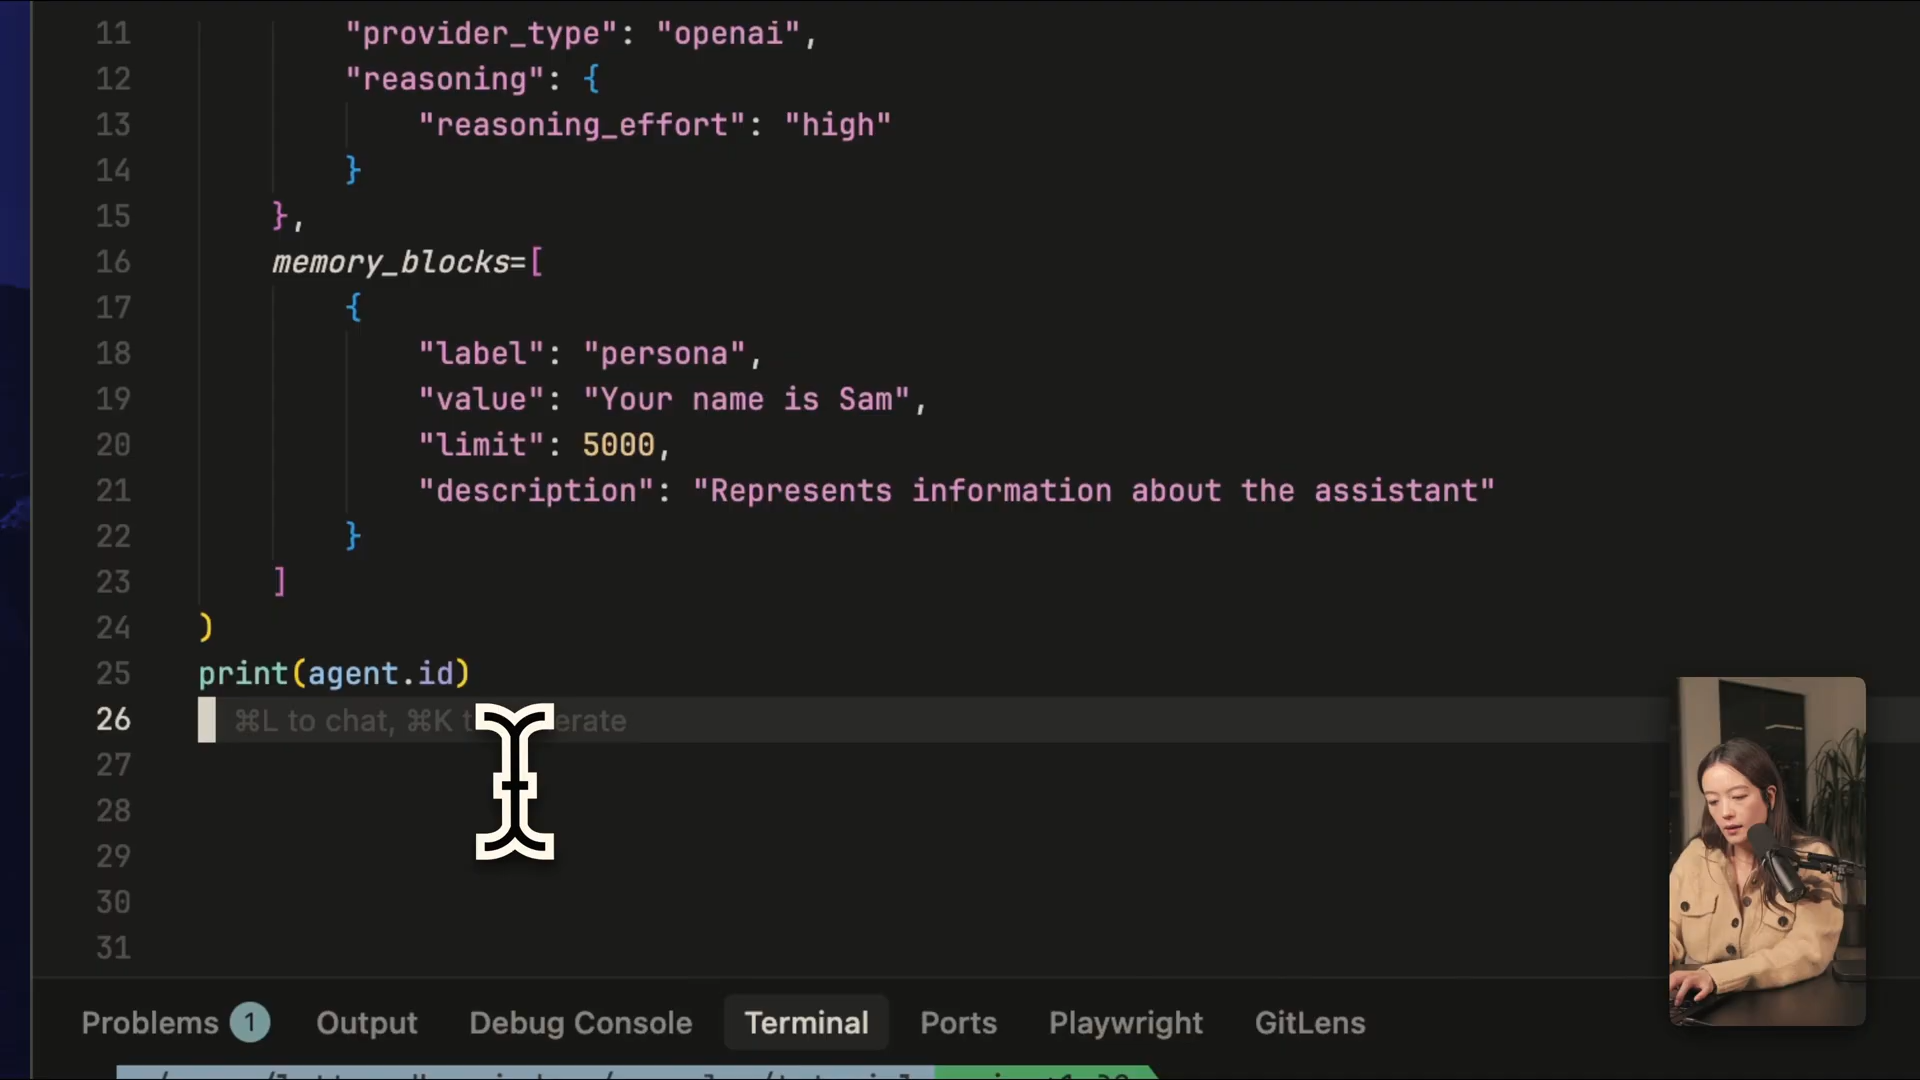 11 "provider_type": "openai",
12 "reasoning": {
13 "reasoning_effort": "high"
14 }
15 },
16 memory_blocks=[
17 {
18 "label": "persona",
19 "value": "Your name is Sam",
20 "limit": 5000,
21 "description": "Represents information about the assistant"
22 }
23 ]
24 )
25 print(agent.id)
26 ⌘L to chat, ⌘K
27
28
29
30
31
Problems 1 Output Debug Console Terminal Ports Playwright GitLens